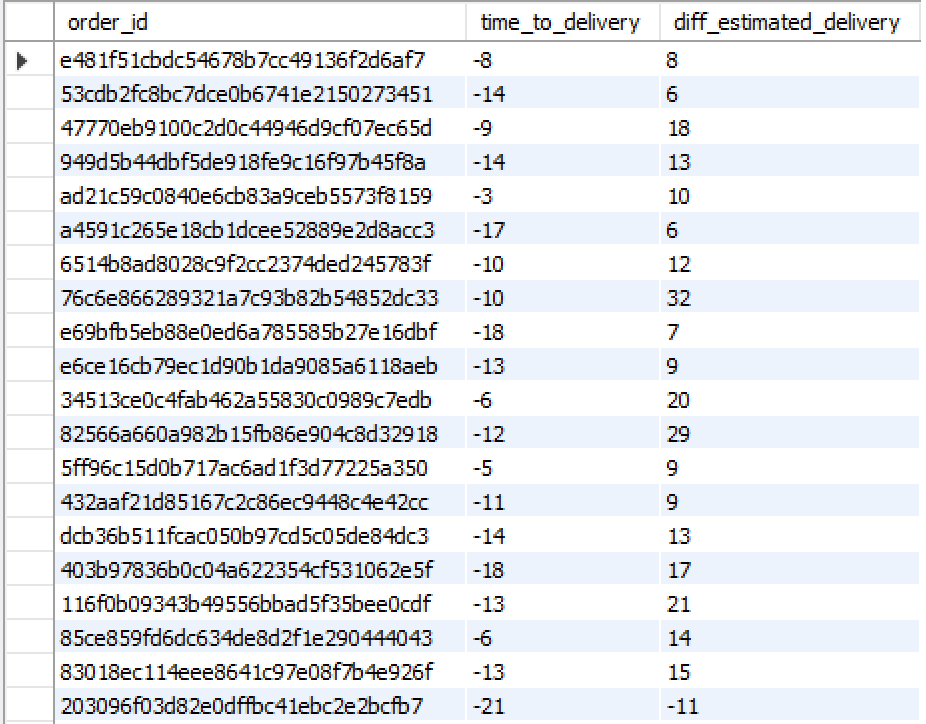 order_id time_to_delivery diff_estimated_delivery
e481f51cbdc54678b7cc49136f2d6af7 -8 8
53cdb2fc8bc7dce0b6741e2150273451 -14 6
47770eb9100c2d0c44946d9cf07ec65d -9 18
949d5b44dbf5de918fe9c16f97b45f8a -14 13
ad21c59c0840e6cb83a9ceb5573f8159 -3 10
a4591c265e18cb1dcee52889e2d8acc3 -17 6
6514b8ad8028c9f2cc2374ded245783f -10 12
76c6e866289321a7c93b82b54852dc33 -10 32
e69bfb5eb88e0ed6a785585b27e16dbf -18 7
e6ce16cb79ec1d90b1da9085a6118aeb -13 9
34513ce0c4fab462a55830c0989c7edb -6 20
82566a660a982b15fb86e904c8d32918 -12 29
5ff96c15d0b717ac6ad1f3d77225a350 -5 9
432aaf21d85167c2c86ec9448c4e42cc -11 9
dcb36b511fcac050b97cd5c05de84dc3 -14 13
403b97836b0c04a622354cf531062e5f -18 17
116f0b09343b49556bbad5f35bee0cdf -13 21
85ce859fd6dc634de8d2f1e290444043 -6 14
83018ec114eee8641c97e08f7b4e926f -13 15
203096f03d82e0dffbc41ebc2e2bcfb7 -21 -11